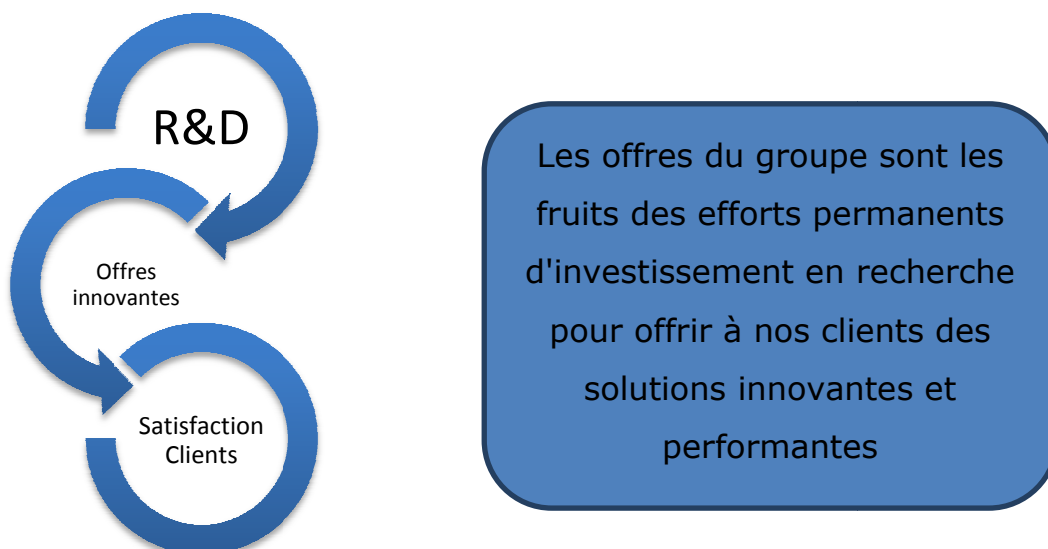 R&D
Offres
innovantes
Satisfaction
Clients
Les offres du groupe sont les
fruits des efforts permanents
d'investissement en recherche
pour offrir à nos clients des
solutions innovantes et
performantes